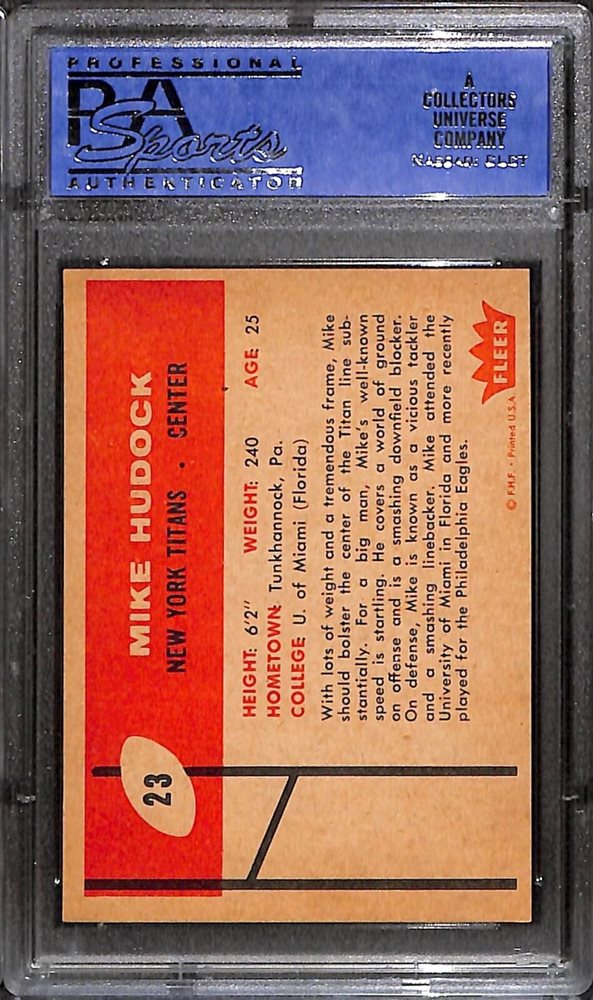 PROFESSIONAL
PSA
Sports
AUTHENTICATOR
A
COLLECTORS
UNIVERSE
COMPANY
NASDAQ: CLCT
23
MIKE HUDOCK
NEW YORK TITANS • CENTER
HEIGHT: 6'2" WEIGHT: 240 AGE 25
HOMETOWN: Tunkhannock, Pa.
COLLEGE U. of Miami (Florida)
With lots of weight and a tremendous frame, Mike
should bolster the center of the Titan line sub-
stantially. For a big man, Mike's well-known
speed is startling. He covers a world of ground
on offense and is a smashing downfield blocker.
On defense, Mike is known as a vicious tackler
and a smashing linebacker. Mike attended the
University of Miami in Florida and more recently
played for the Philadelphia Eagles.
FLEER
© F.H.F. • Printed U.S.A.